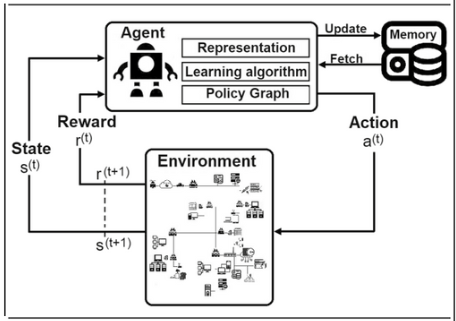 Agent
Representation
Learning algorithm
Policy Graph
Update
Fetch
Memory
Reward
r(t)
State
s(t)
Action
a(t)
Environment
r(t+1)
s(t+1)